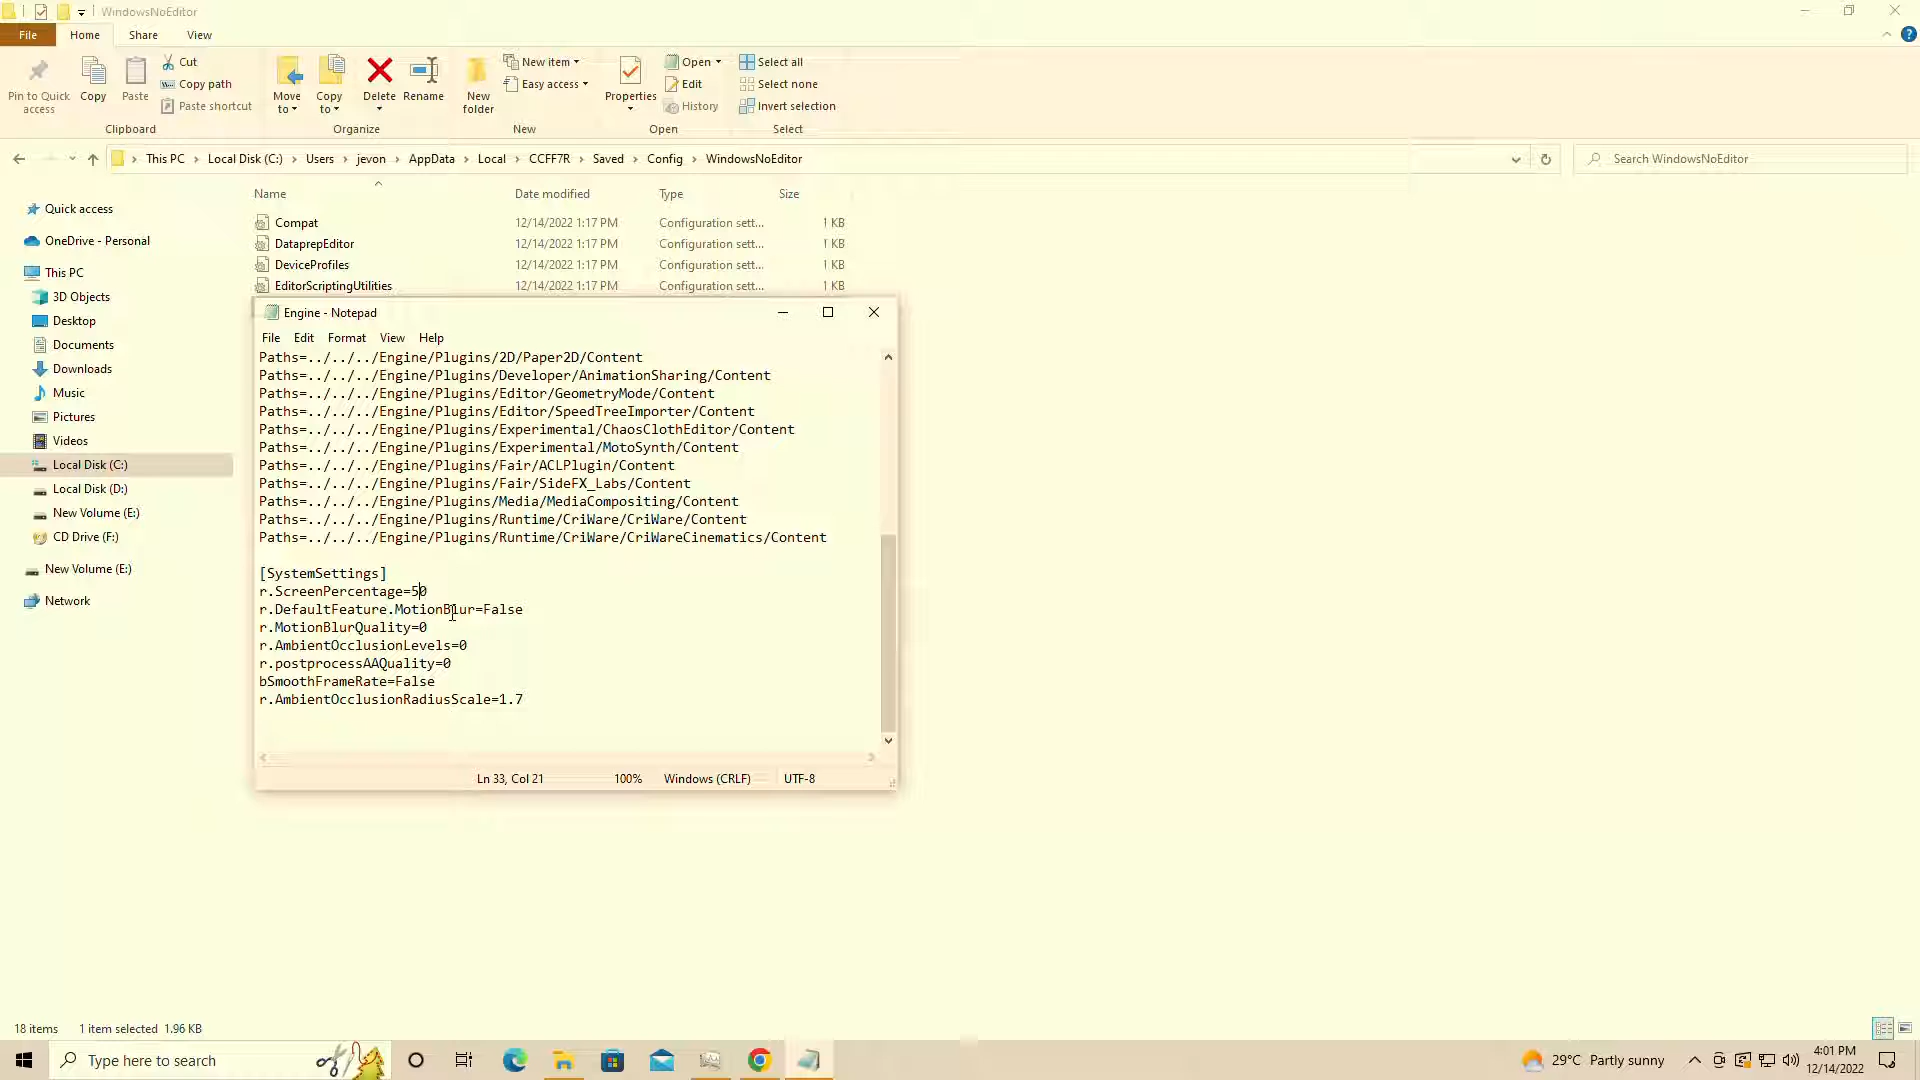 WindowsNoEditor
File
Home
Share
View
Pin to Quick access
Copy
Paste
Cut
Copy path
Paste shortcut
Clipboard
Move to
Copy to
Delete
Rename
Organize
New folder
New item
Easy access
New
Properties
Open
Edit
History
Open
Select all
Select none
Invert selection
Select
This PC
Local Disk (C:)
Users
jevon
AppData
Local
CCFF7R
Saved
Config
WindowsNoEditor
Search WindowsNoEditor
Quick access
OneDrive - Personal
This PC
3D Objects
Desktop
Documents
Downloads
Music
Pictures
Videos
Local Disk (C:)
Local Disk (D:)
New Volume (E:)
CD Drive (F:)
New Volume (E:)
Network
Name Date modified Type Size
Compat 12/14/2022 1:17 PM Configuration sett... 1 KB
DataprepEditor 12/14/2022 1:17 PM Configuration sett... 1 KB
DeviceProfiles 12/14/2022 1:17 PM Configuration sett... 1 KB
EditorScriptingUtilities 12/14/2022 1:17 PM Configuration sett... 1 KB
Engine - Notepad
File Edit Format View Help
Paths=../../../Engine/Plugins/2D/Paper2D/Content
Paths=../../../Engine/Plugins/Developer/AnimationSharing/Content
Paths=../../../Engine/Plugins/Editor/GeometryMode/Content
Paths=../../../Engine/Plugins/Editor/SpeedTreeImporter/Content
Paths=../../../Engine/Plugins/Experimental/ChaosClothEditor/Content
Paths=../../../Engine/Plugins/Experimental/MotoSynth/Content
Paths=../../../Engine/Plugins/Fair/ACLPlugin/Content
Paths=../../../Engine/Plugins/Fair/SideFX_Labs/Content
Paths=../../../Engine/Plugins/Media/MediaCompositing/Content
Paths=../../../Engine/Plugins/Runtime/CriWare/CriWare/Content
Paths=../../../Engine/Plugins/Runtime/CriWare/CriWareCinematics/Content
[SystemSettings]
r.ScreenPercentage=50
r.DefaultFeature.MotionBlur=False
r.MotionBlurQuality=0
r.AmbientOcclusionLevels=0
r.postprocessAAQuality=0
bSmoothFrameRate=False
r.AmbientOcclusionRadiusScale=1.7
Ln 33, Col 21 100% Windows (CRLF) UTF-8
18 items 1 item selected 1.96 KB
Type here to search
29°C Partly sunny
4:01 PM
12/14/2022